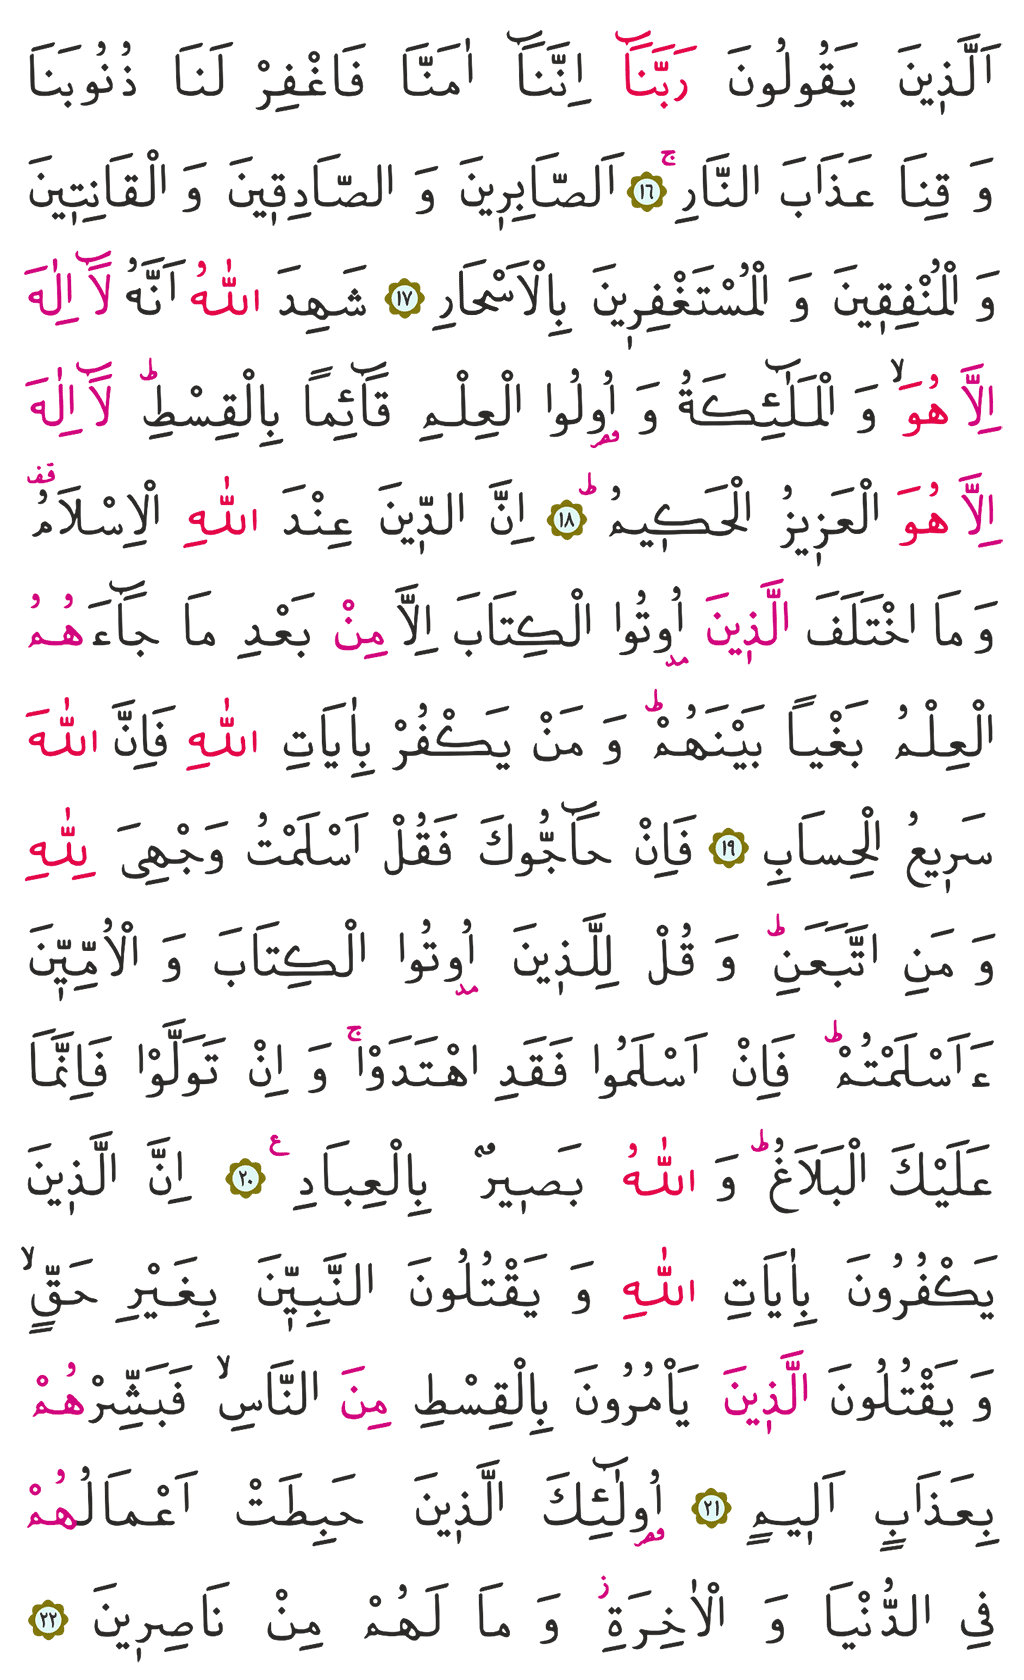 اَلَّذٖينَ يَقُولُونَ رَبَّنَٓا اِنَّنَٓا اٰمَنَّا فَاغْفِرْ لَنَا ذُنُوبَنَا
وَ قِنَا عَذَابَ النَّارِۚ ﴿١٦﴾ اَلصَّابِرٖينَ وَ الصَّادِقٖينَ وَ الْقَانِتٖينَ
وَ الْمُنْفِقٖينَ وَ الْمُسْتَغْفِرٖينَ بِالْاَسْحَارِ ﴿١٧﴾ شَهِدَ اللّٰهُ اَنَّهُ لَٓا اِلٰهَ
اِلَّا هُوَۙ وَ الْمَلٰٓئِكَةُ وَ اُولُوا الْعِلْمِ قَٓائِمًا بِالْقِسْطِؕ لَٓا اِلٰهَ
اِلَّا هُوَ الْعَزٖيزُ الْحَكٖيمُؕ ﴿١٨﴾ اِنَّ الدّٖينَ عِنْدَ اللّٰهِ الْاِسْلَامُ قف
وَ مَا اخْتَلَفَ الَّذٖينَ اُوتُوا الْكِتَابَ اِلَّا مِنْ بَعْدِ مَا جَٓاءَهُمُ
الْعِلْمُ بَغْيًا بَيْنَهُمْؕ وَ مَنْ يَكْفُرْ بِاٰيَاتِ اللّٰهِ فَاِنَّ اللّٰهَ
سَرٖيعُ الْحِسَابِ ﴿١٩﴾ فَاِنْ حَٓاجُّوكَ فَقُلْ اَسْلَمْتُ وَجْهِىَ لِلّٰهِ
وَ مَنِ اتَّبَعَنِؕ وَ قُلْ لِلَّذٖينَ اُوتُوا الْكِتَابَ وَ الْاُمِّيّٖنَ
ءَاَسْلَمْتُمْؕ فَاِنْ اَسْلَمُوا فَقَدِ اهْتَدَوْاۚ وَ اِنْ تَوَلَّوْا فَاِنَّمَا
عَلَيْكَ الْبَلَاغُؕ وَ اللّٰهُ بَصٖيرٌ بِالْعِبَادِ ع ﴿٢٠﴾ اِنَّ الَّذٖينَ
يَكْفُرُونَ بِاٰيَاتِ اللّٰهِ وَ يَقْتُلُونَ النَّبِيّٖنَ بِغَيْرِ حَقٍّۙ
وَ يَقْتُلُونَ الَّذٖينَ يَاْمُرُونَ بِالْقِسْطِ مِنَ النَّاسِۙ فَبَشِّرْهُمْ
بِعَذَابٍ اَلٖيمٍ ﴿٢١﴾ اُولٰٓئِكَ الَّذٖينَ حَبِطَتْ اَعْمَالُهُمْ
فِى الدُّنْيَا وَ الْاٰخِرَةِؗ وَ مَا لَهُمْ مِنْ نَاصِرٖينَ ﴿٢٢﴾